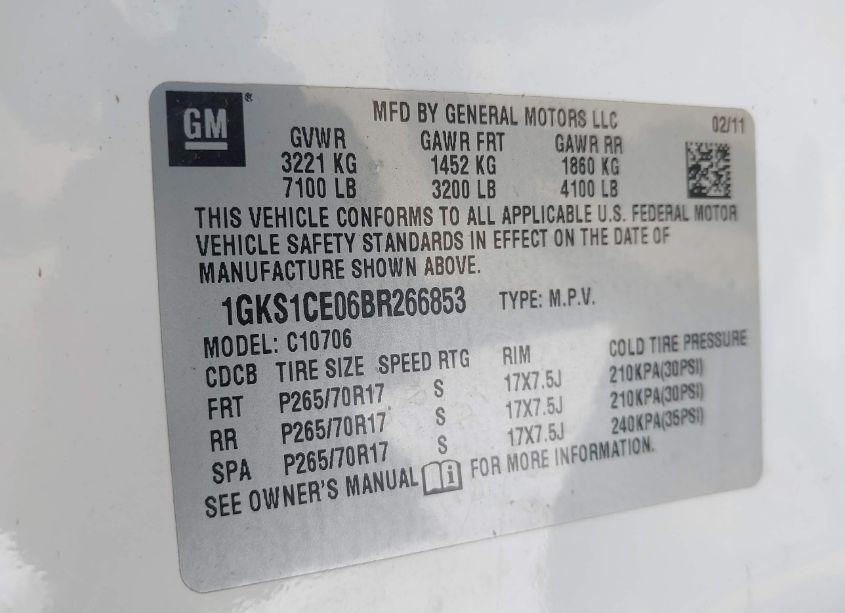 GM
MFD BY GENERAL MOTORS LLC 02/11
GVWR GAWR FRT GAWR RR
3221 KG 1452 KG 1860 KG
7100 LB 3200 LB 4100 LB
THIS VEHICLE CONFORMS TO ALL APPLICABLE U.S. FEDERAL MOTOR
VEHICLE SAFETY STANDARDS IN EFFECT ON THE DATE OF
MANUFACTURE SHOWN ABOVE.
1GKS1CE06BR266853 TYPE: M.P.V.
MODEL: C10706
CDCB TIRE SIZE SPEED RTG RIM COLD TIRE PRESSURE
FRT P265/70R17 S 17X7.5J 210KPA(30PSI)
RR P265/70R17 S 17X7.5J 210KPA(30PSI)
SPA P265/70R17 S 17X7.5J 240KPA(35PSI)
SEE OWNER'S MANUAL i FOR MORE INFORMATION.